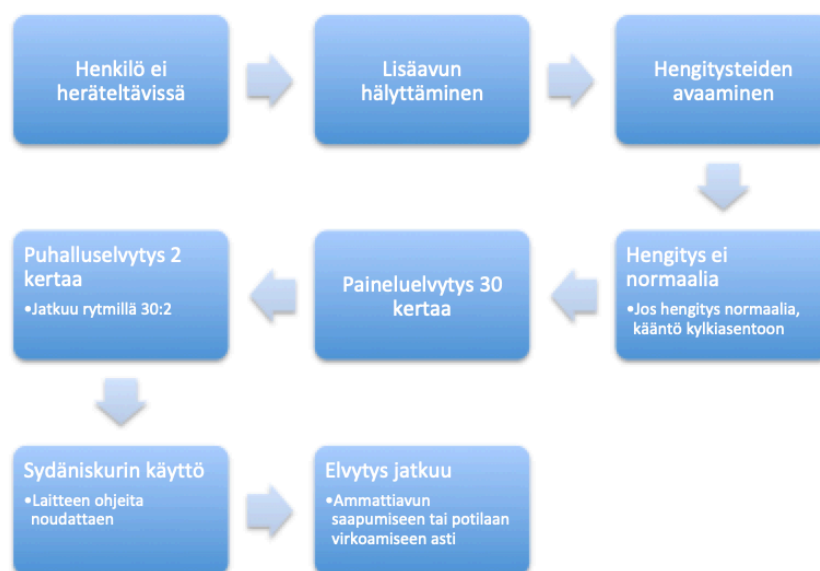 Henkilö ei
heräteltävissä
Lisäavun
hälyttäminen
Hengitysteiden
avaaminen
Hengitys ei
normaalia
•Jos hengitys normaalia,
kääntö kylkiasentoon
Paineluelvytys 30
kertaa
Puhalluselvytys 2
kertaa
•Jatkuu rytmillä 30:2
Sydäniskurin käyttö
•Laitteen ohjeita
noudattaen
Elvytys jatkuu
•Ammattiavun
saapumiseen tai potilaan
virkoamiseen asti